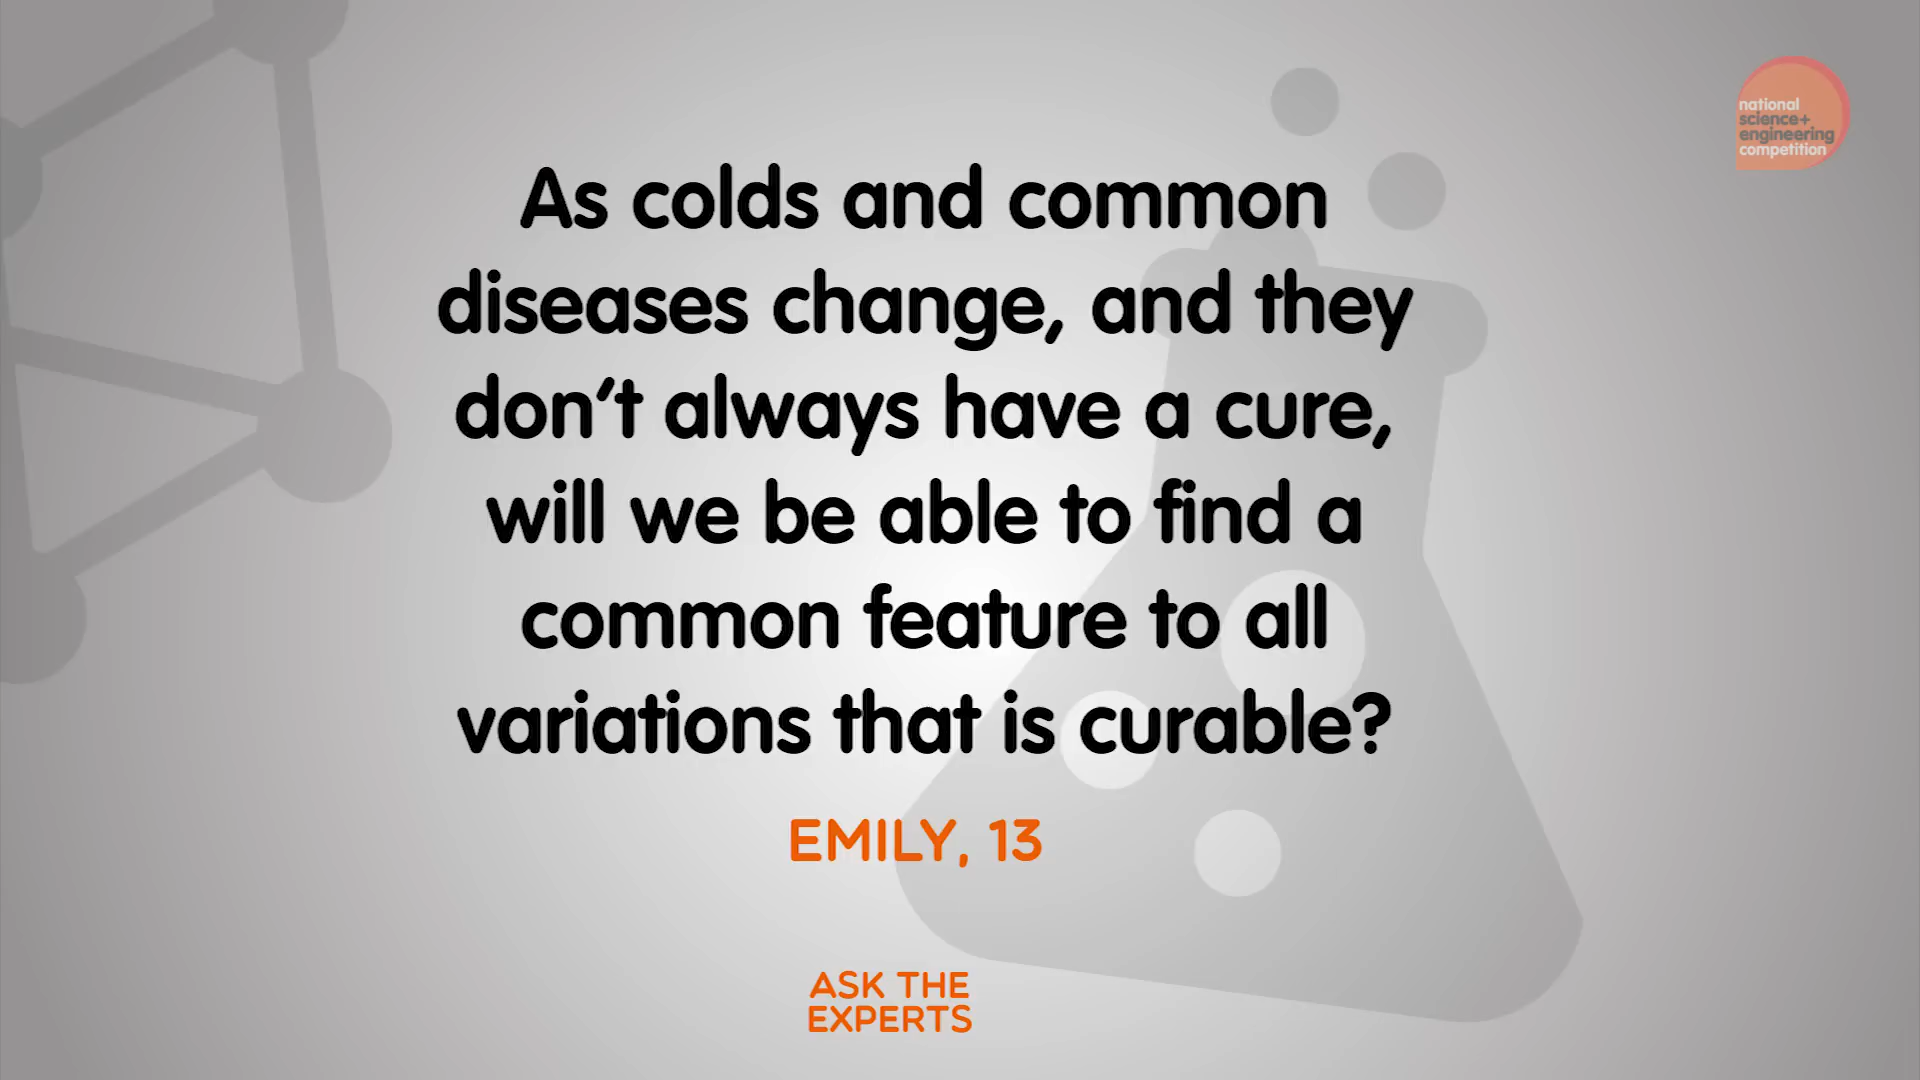 national
science+
engineering
competition
As colds and common
diseases change, and they
don't always have a cure,
will we be able to find a
common feature to all
variations that is curable?
EMILY, 13
ASK THE
EXPERTS